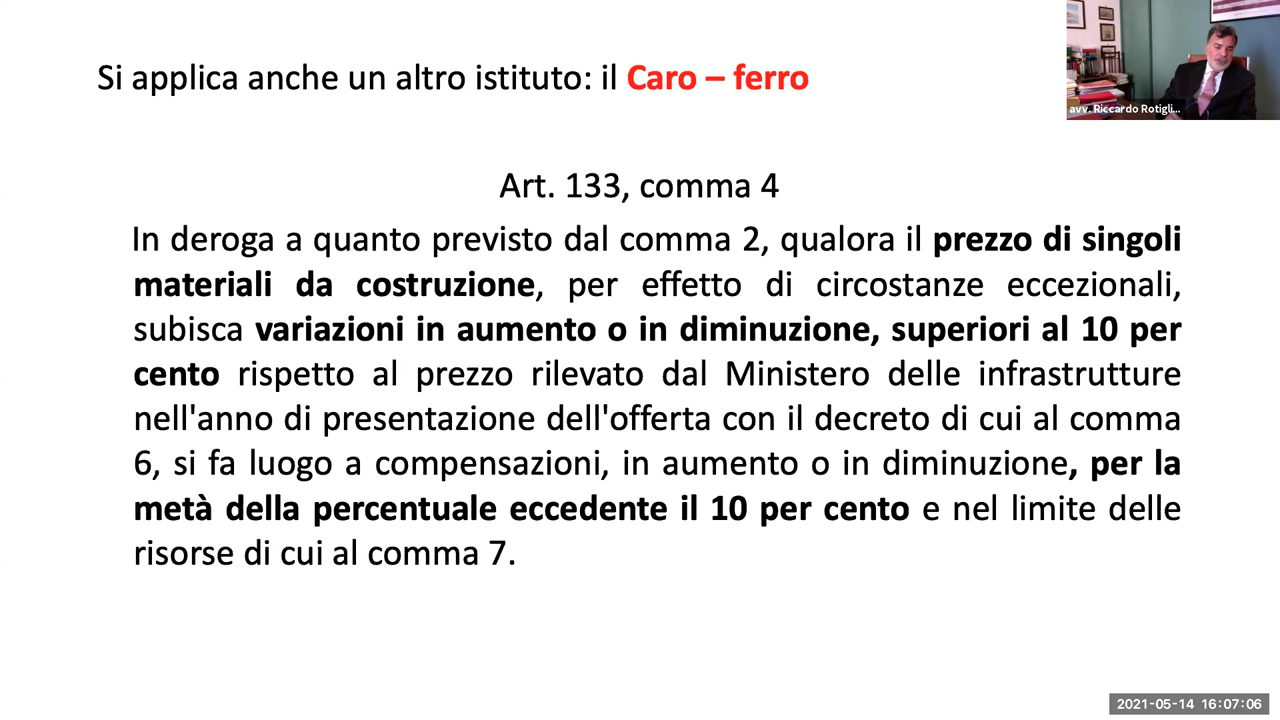 Si applica anche un altro istituto: il Caro – ferro
avv. Riccardo Rotigli...
Art. 133, comma 4
In deroga a quanto previsto dal comma 2, qualora il prezzo di singoli
materiali da costruzione, per effetto di circostanze eccezionali,
subisca variazioni in aumento o in diminuzione, superiori al 10 per
cento rispetto al prezzo rilevato dal Ministero delle infrastrutture
nell'anno di presentazione dell'offerta con il decreto di cui al comma
6, si fa luogo a compensazioni, in aumento o in diminuzione, per la
metà della percentuale eccedente il 10 per cento e nel limite delle
risorse di cui al comma 7.
2021-05-14 16:07:06